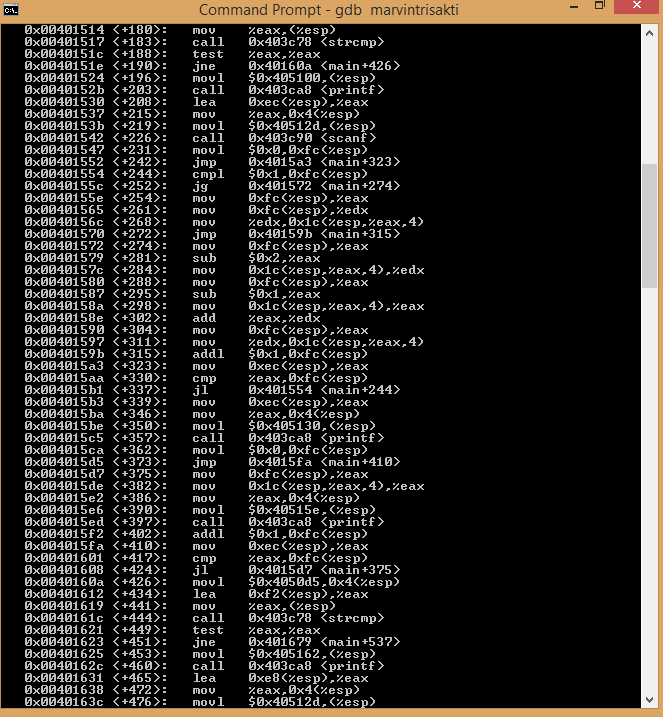 Command Prompt - gdb marvintrisakti
0x00401514 <+180>: mov %eax,(%esp)
0x00401517 <+183>: call 0x403c78 <strcmp>
0x0040151c <+188>: test %eax,%eax
0x0040151e <+190>: jne 0x40160a <main+426>
0x00401524 <+196>: movl $0x405100,(%esp)
0x0040152b <+203>: call 0x403ca8 <printf>
0x00401530 <+208>: lea 0xec(%esp),%eax
0x00401537 <+215>: mov %eax,0x4(%esp)
0x0040153b <+219>: movl $0x40512d,(%esp)
0x00401542 <+226>: call 0x403c90 <scanf>
0x00401547 <+231>: movl $0x0,0xfc(%esp)
0x00401552 <+242>: jmp 0x4015a3 <main+323>
0x00401554 <+244>: cmpl $0x1,0xfc(%esp)
0x0040155c <+252>: jg 0x401572 <main+274>
0x0040155e <+254>: mov 0xfc(%esp),%eax
0x00401565 <+261>: mov 0xfc(%esp),%edx
0x0040156c <+268>: mov %edx,0x1c(%esp,%eax,4)
0x00401570 <+272>: jmp 0x40159b <main+315>
0x00401572 <+274>: mov 0xfc(%esp),%eax
0x00401579 <+281>: sub $0x2,%eax
0x0040157c <+284>: mov 0x1c(%esp,%eax,4),%edx
0x00401580 <+288>: mov 0xfc(%esp),%eax
0x00401587 <+295>: sub $0x1,%eax
0x0040158a <+298>: mov 0x1c(%esp,%eax,4),%eax
0x0040158e <+302>: add %eax,%edx
0x00401590 <+304>: mov 0xfc(%esp),%eax
0x00401597 <+311>: mov %edx,0x1c(%esp,%eax,4)
0x0040159b <+315>: addl $0x1,0xfc(%esp)
0x004015a3 <+323>: mov 0xec(%esp),%eax
0x004015aa <+330>: cmp %eax,0xfc(%esp)
0x004015b1 <+337>: jl 0x401554 <main+244>
0x004015b3 <+339>: mov 0xec(%esp),%eax
0x004015ba <+346>: mov %eax,0x4(%esp)
0x004015be <+350>: movl $0x405130,(%esp)
0x004015c5 <+357>: call 0x403ca8 <printf>
0x004015ca <+362>: movl $0x0,0xfc(%esp)
0x004015d5 <+373>: jmp 0x4015fa <main+410>
0x004015d7 <+375>: mov 0xfc(%esp),%eax
0x004015de <+382>: mov 0x1c(%esp,%eax,4),%eax
0x004015e2 <+386>: mov %eax,0x4(%esp)
0x004015e6 <+390>: movl $0x40515e,(%esp)
0x004015ed <+397>: call 0x403ca8 <printf>
0x004015f2 <+402>: addl $0x1,0xfc(%esp)
0x004015fa <+410>: mov 0xec(%esp),%eax
0x00401601 <+417>: cmp %eax,0xfc(%esp)
0x00401608 <+424>: jl 0x4015d7 <main+375>
0x0040160a <+426>: movl $0x4050d5,0x4(%esp)
0x00401612 <+434>: lea 0xf2(%esp),%eax
0x00401619 <+441>: mov %eax,(%esp)
0x0040161c <+444>: call 0x403c78 <strcmp>
0x00401621 <+449>: test %eax,%eax
0x00401623 <+451>: jne 0x401679 <main+537>
0x00401625 <+453>: movl $0x405162,(%esp)
0x0040162c <+460>: call 0x403ca8 <printf>
0x00401631 <+465>: lea 0xe8(%esp),%eax
0x00401638 <+472>: mov %eax,0x4(%esp)
0x0040163c <+476>: movl $0x40512d,(%esp)